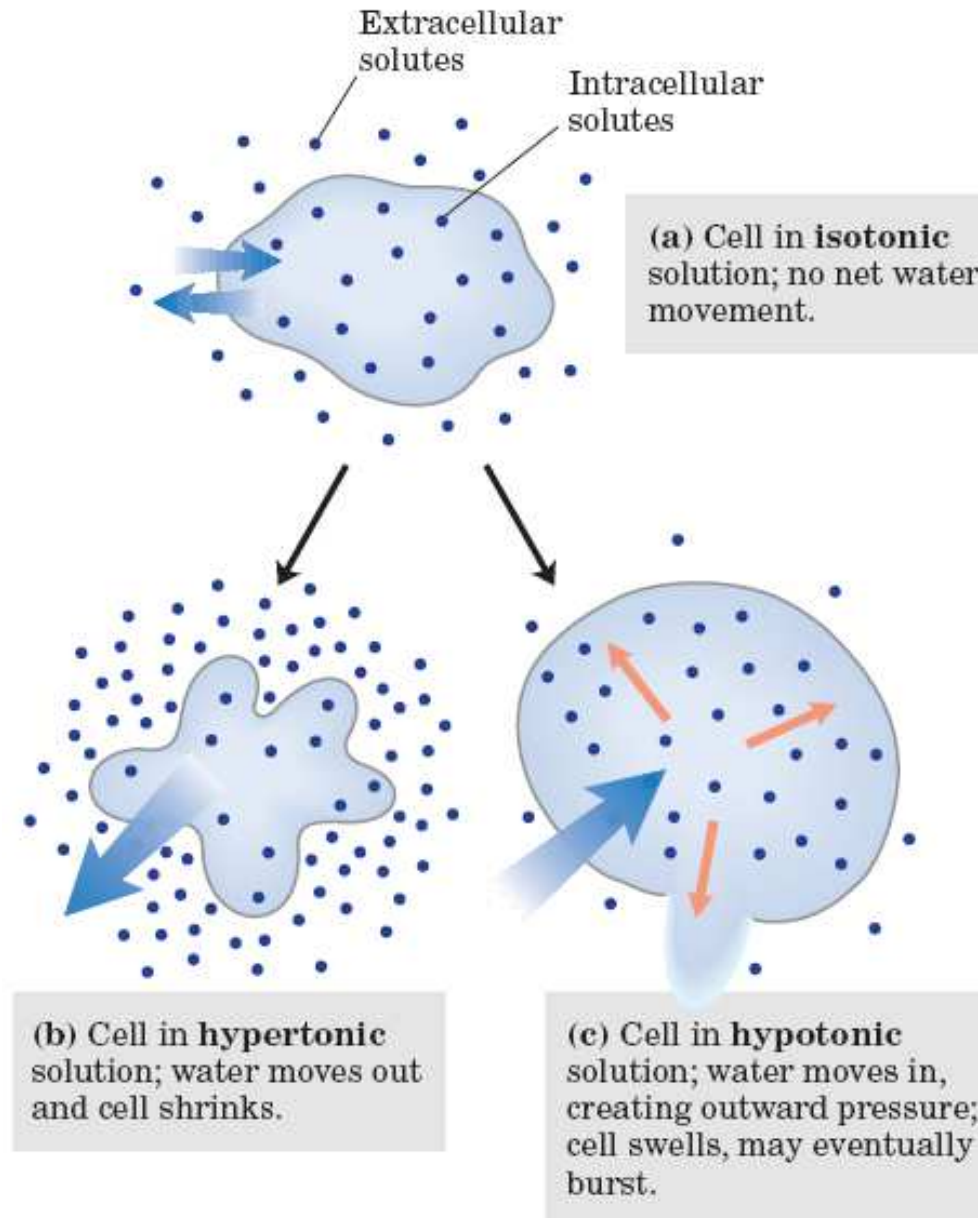 Extracellular
solutes
Intracellular
solutes
(a) Cell in isotonic
solution; no net water
movement.
(b) Cell in hypertonic
solution; water moves out
and cell shrinks.
(c) Cell in hypotonic
solution; water moves in,
creating outward pressure;
cell swells, may eventually
burst.